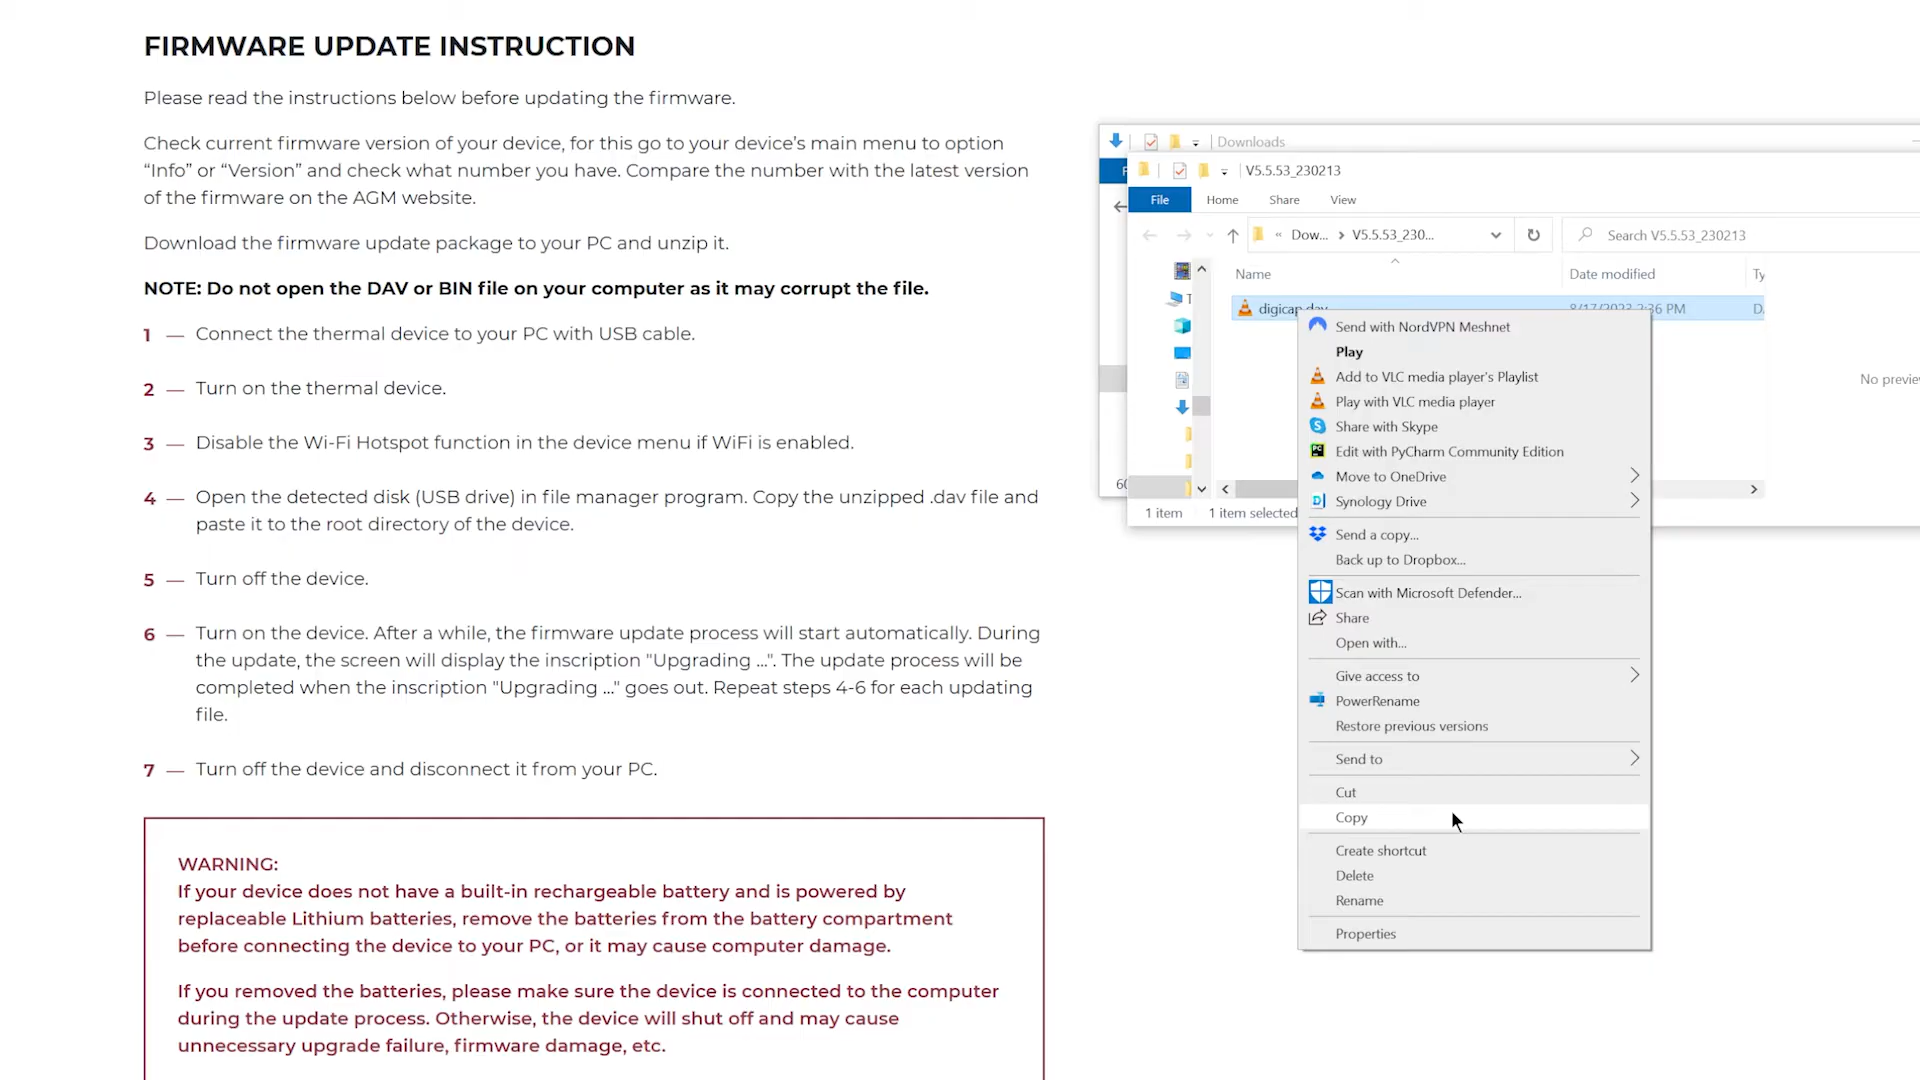 FIRMWARE UPDATE INSTRUCTION
Please read the instructions below before updating the firmware.
Check current firmware version of your device, for this go to your device's main menu to option
“Info” or “Version” and check what number you have. Compare the number with the latest version
of the firmware on the AGM website.
Download the firmware update package to your PC and unzip it.
NOTE: Do not open the DAV or BIN file on your computer as it may corrupt the file.
1 — Connect the thermal device to your PC with USB cable.
2 — Turn on the thermal device.
3 — Disable the Wi-Fi Hotspot function in the device menu if WiFi is enabled.
4 — Open the detected disk (USB drive) in file manager program. Copy the unzipped .dav file and
paste it to the root directory of the device.
5 — Turn off the device.
6 — Turn on the device. After a while, the firmware update process will start automatically. During
the update, the screen will display the inscription "Upgrading ...". The update process will be
completed when the inscription "Upgrading ..." goes out. Repeat steps 4-6 for each updating
file.
7 — Turn off the device and disconnect it from your PC.
WARNING:
If your device does not have a built-in rechargeable battery and is powered by
replaceable Lithium batteries, remove the batteries from the battery compartment
before connecting the device to your PC, or it may cause computer damage.
If you removed the batteries, please make sure the device is connected to the computer
during the update process. Otherwise, the device will shut off and may cause
unnecessary upgrade failure, firmware damage, etc.
Downloads
V5.5.53_230213
File Home Share View
« Dow... > V5.5.53_230...
Search V5.5.53_230213
Name Date modified Ty
digicap.dav 8/17/2023 2:36 PM D
No previe
1 item 1 item selected
Send with NordVPN Meshnet
Play
Add to VLC media player's Playlist
Play with VLC media player
Share with Skype
Edit with PyCharm Community Edition
Move to OneDrive
Synology Drive
Send a copy...
Back up to Dropbox...
Scan with Microsoft Defender...
Share
Open with...
Give access to
PowerRename
Restore previous versions
Send to
Cut
Copy
Create shortcut
Delete
Rename
Properties